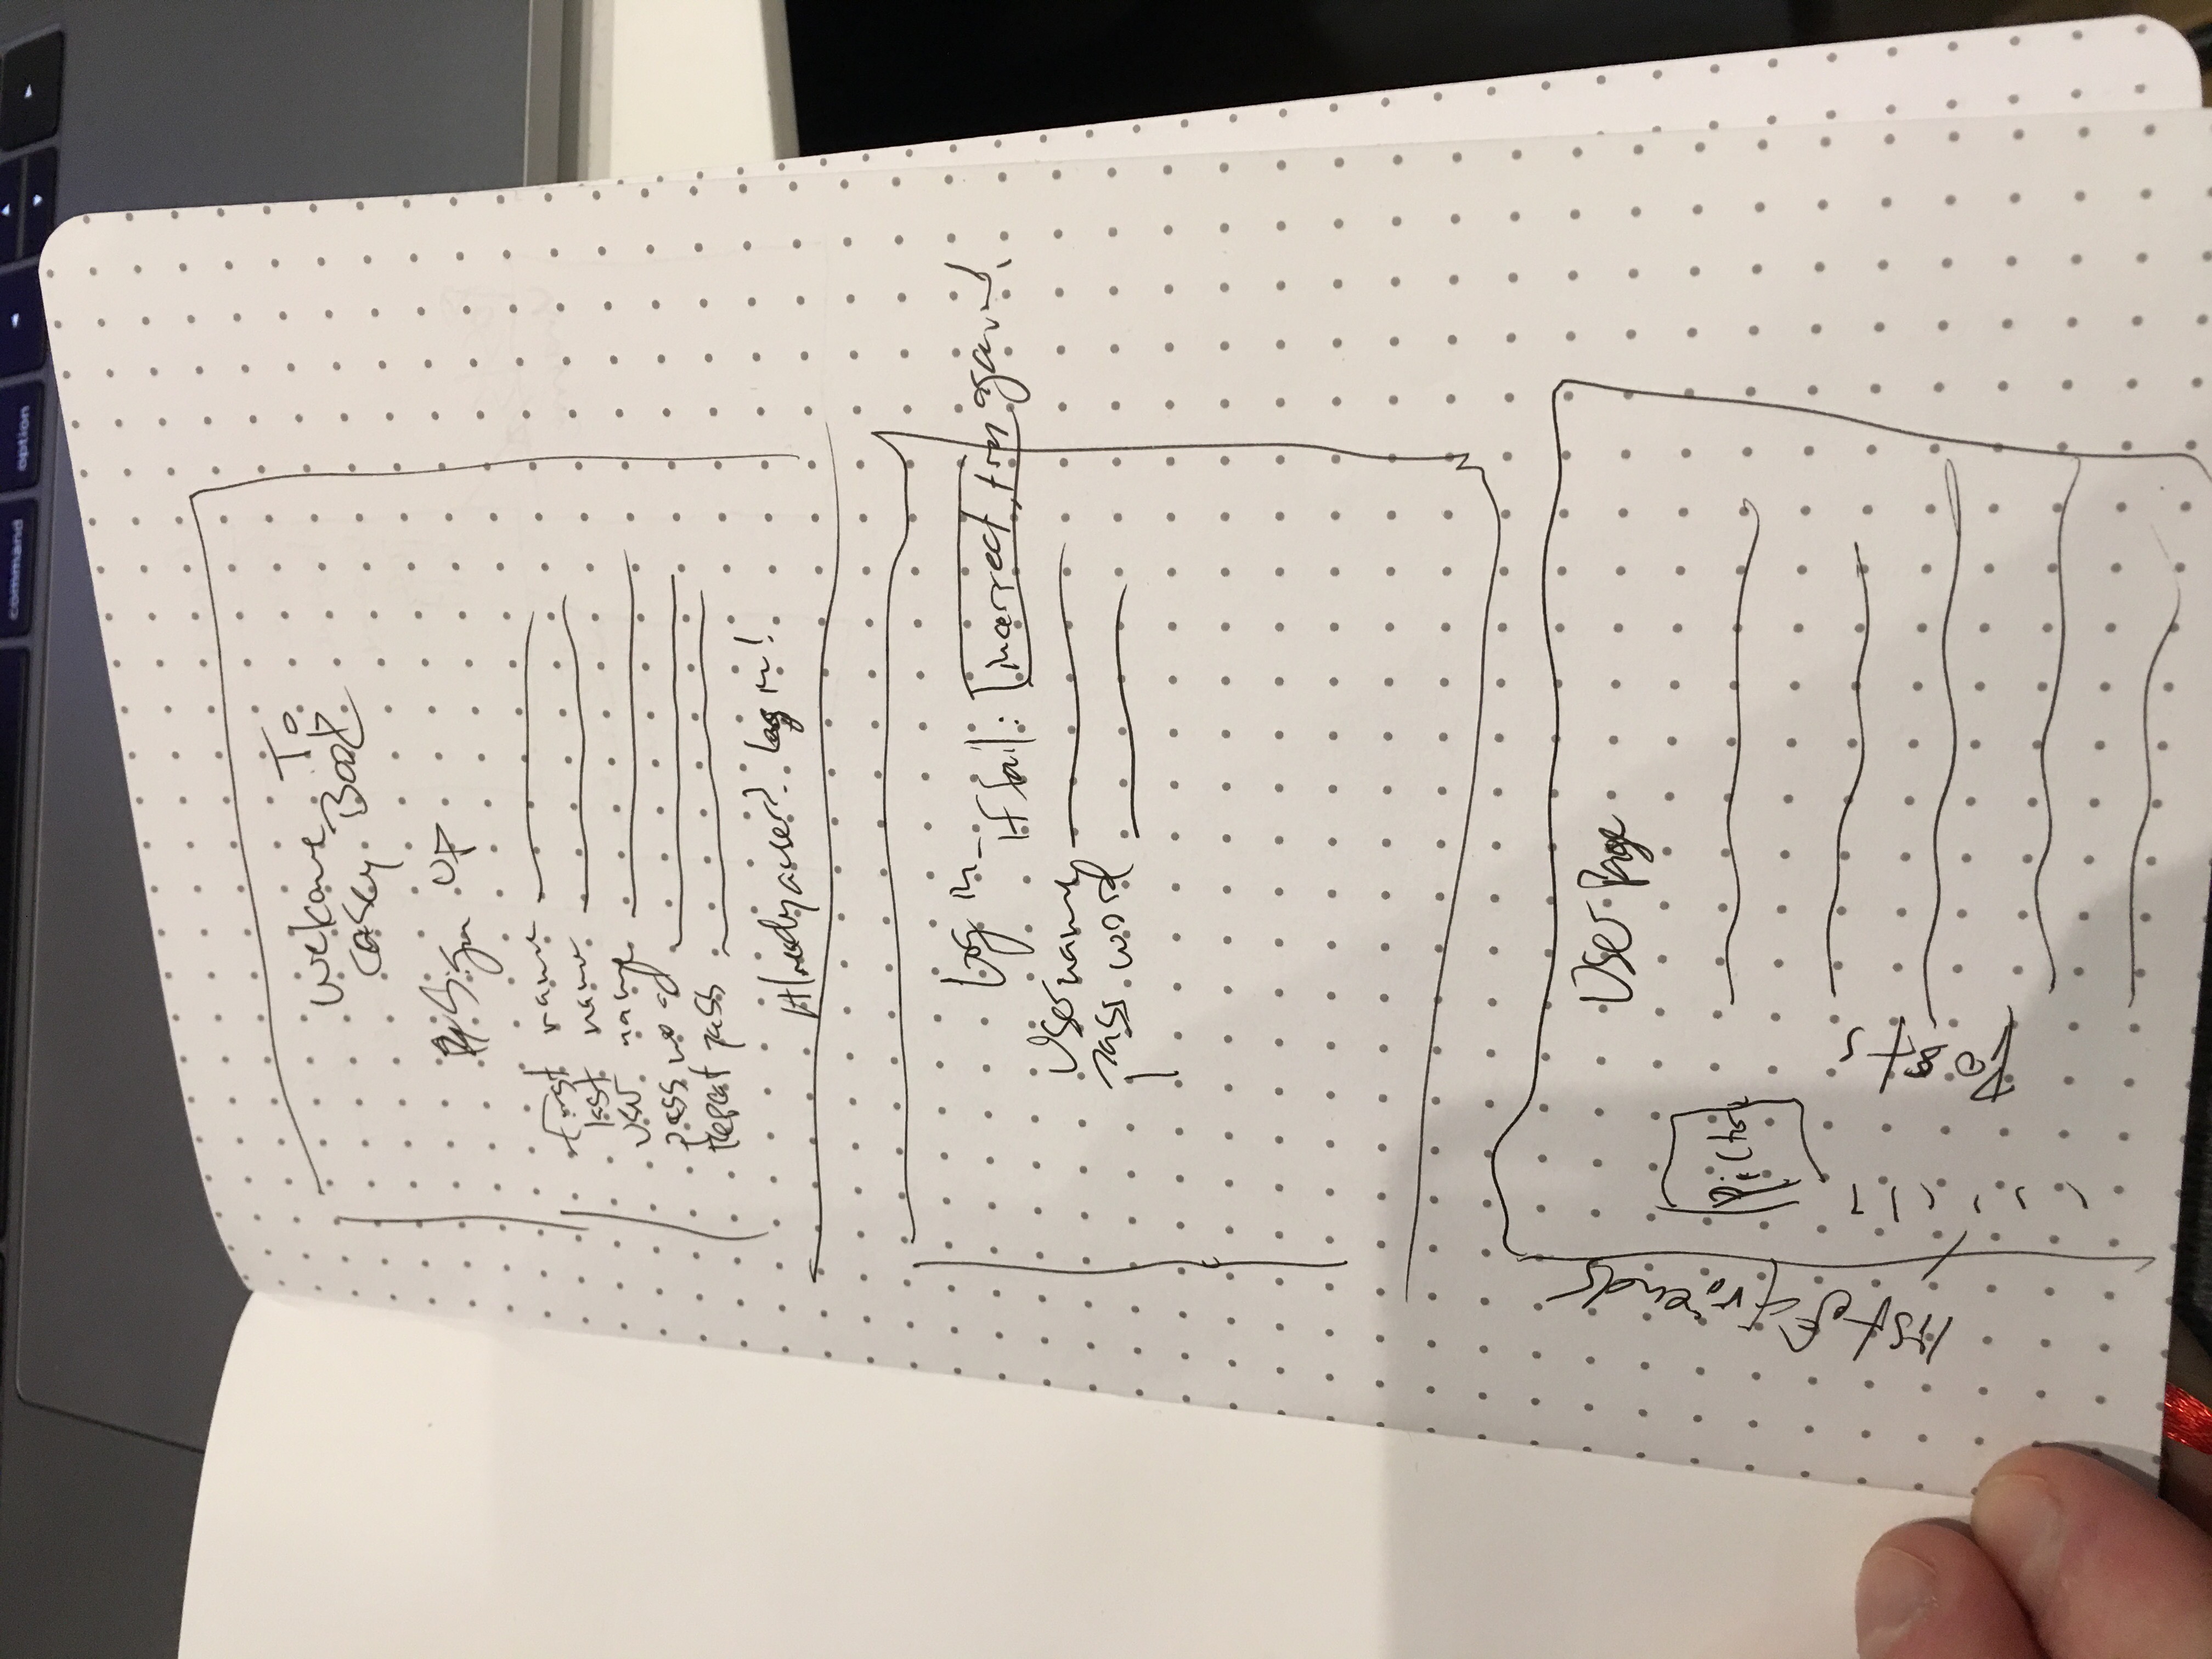 command option
Welcome To
Casey Book
Sign up
first name
last name
user name
password
repeat pass
Already a user? Log in!
Log in
If fail: incorrect, try again!
Username
password
User Page
list of friends
Picture
Posts